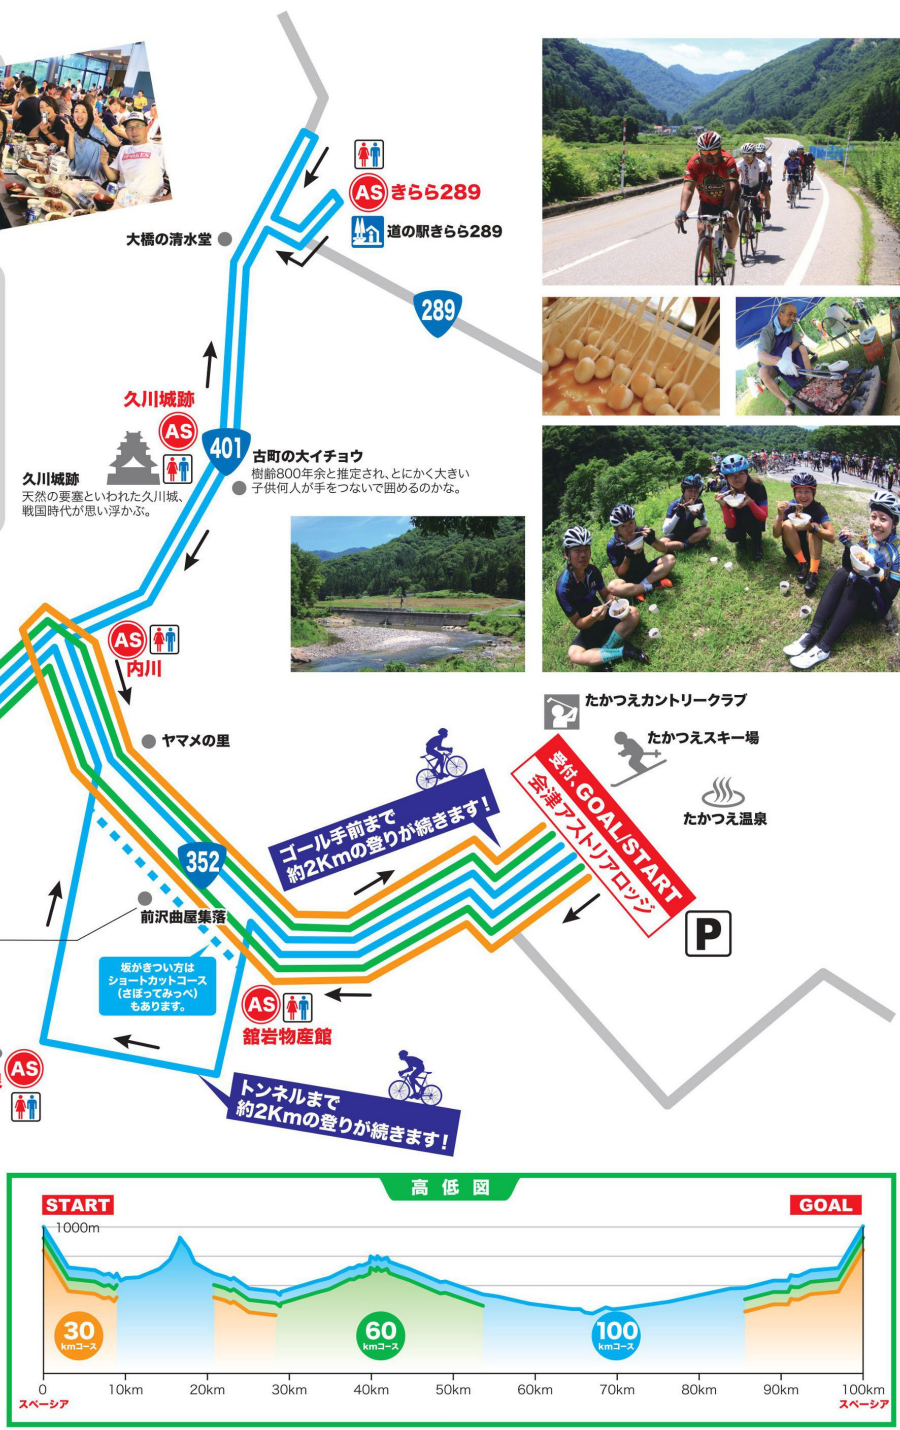 AS きらら289
道の駅きらら289
大橋の清水堂
289
久川城跡
AS
401
古町の大イチョウ
樹齢800年余と推定され、とにかく大きい
子供何人が手をつないで囲めるのかな。
久川城跡
天然の要塞といわれた久川城、
戦国時代が思い浮かぶ。
AS
内川
ヤマメの里
たかつえカントリークラブ
たかつえスキー場
たかつえ温泉
受付、GOAL/START
会津アストリアロッジ
P
ゴール手前まで
約2Kmの登りが続きます!
352
前沢曲屋集落
坂がきつい方は
ショートカットコース
(さぼってみっぺ)
もあります。
AS
舘岩物産館
AS
トンネルまで
約2Kmの登りが続きます!
高低図
START
GOAL
1000m
30
kmコース
60
kmコース
100
kmコース
0 10km 20km 30km 40km 50km 60km 70km 80km 90km 100km
スペーシア
スペーシア